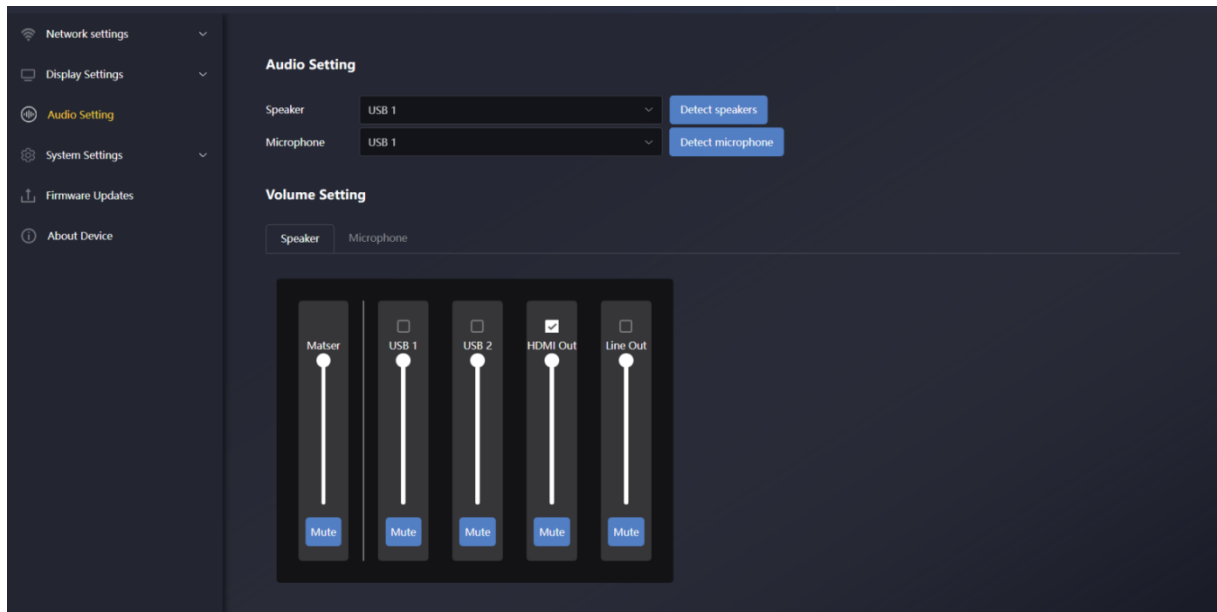 Network settings
Display Settings
Audio Setting
System Settings
Firmware Updates
About Device
Audio Setting
Speaker USB 1 Detect speakers
Microphone USB 1 Detect microphone
Volume Setting
Speaker Microphone
Matser USB 1 USB 2 HDMI Out Line Out
Mute Mute Mute Mute Mute